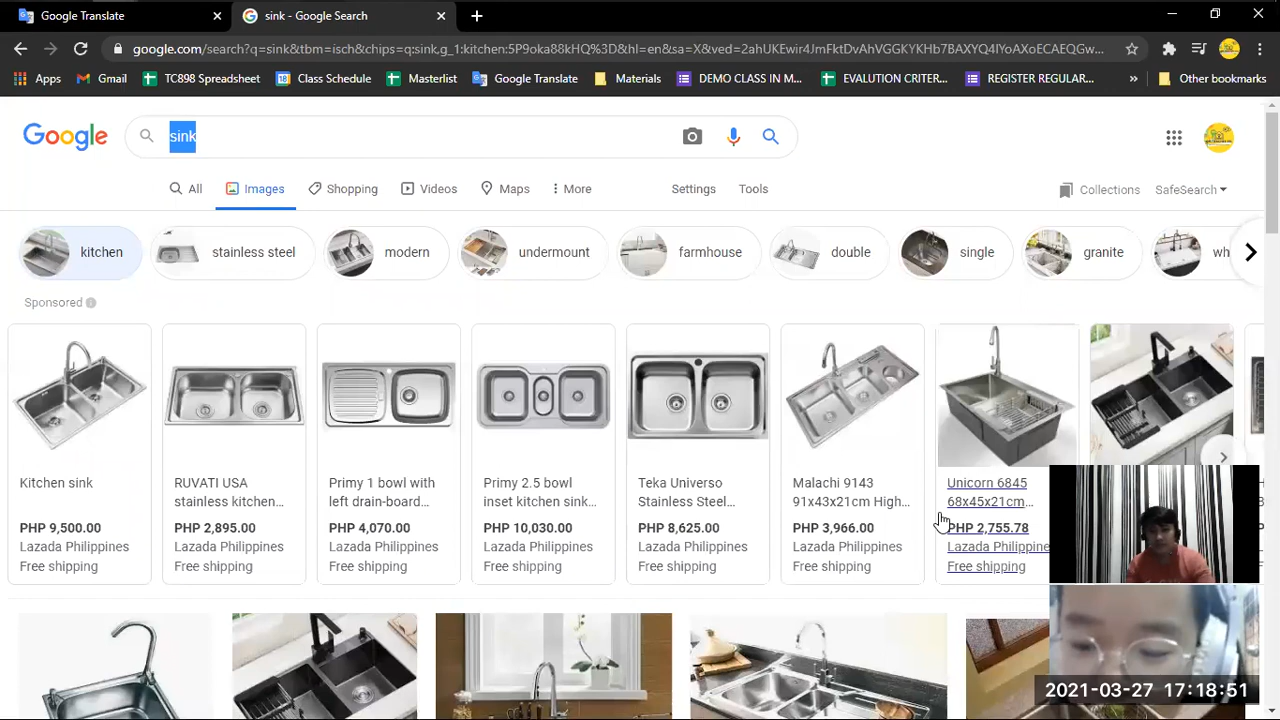 Google Translate
sink - Google Search
google.com/search?q=sink&tbm=isch&chips=q:sink,g_1:kitchen:5P9oka88kHQ%3D&hl=en&sa=X&ved=2ahUKEwir4JmFktDvAhVGGKYKHb7BAXYQ4lYoAXoECAEQGw...
Apps
Gmail
TC898 Spreadsheet
Class Schedule
Masterlist
Google Translate
Materials
DEMO CLASS IN M...
EVALUTION CRITER...
REGISTER REGULAR...
Other bookmarks
Google
sink
All
Images
Shopping
Videos
Maps
More
Settings
Tools
Collections
SafeSearch
kitchen
stainless steel
modern
undermount
farmhouse
double
single
granite
wh
Sponsored
Kitchen sink
PHP 9,500.00
Lazada Philippines
Free shipping
RUVATI USA
stainless kitchen...
PHP 2,895.00
Lazada Philippines
Free shipping
Primy 1 bowl with
left drain-board...
PHP 4,070.00
Lazada Philippines
Free shipping
Primy 2.5 bowl
inset kitchen sink...
PHP 10,030.00
Lazada Philippines
Free shipping
Teka Universo
Stainless Steel...
PHP 8,625.00
Lazada Philippines
Free shipping
Malachi 9143
91x43x21cm High...
PHP 3,966.00
Lazada Philippines
Free shipping
Unicorn 6845
68x45x21cm...
PHP 2,755.78
Lazada Philippine
Free shipping
2021-03-27 17:18:51